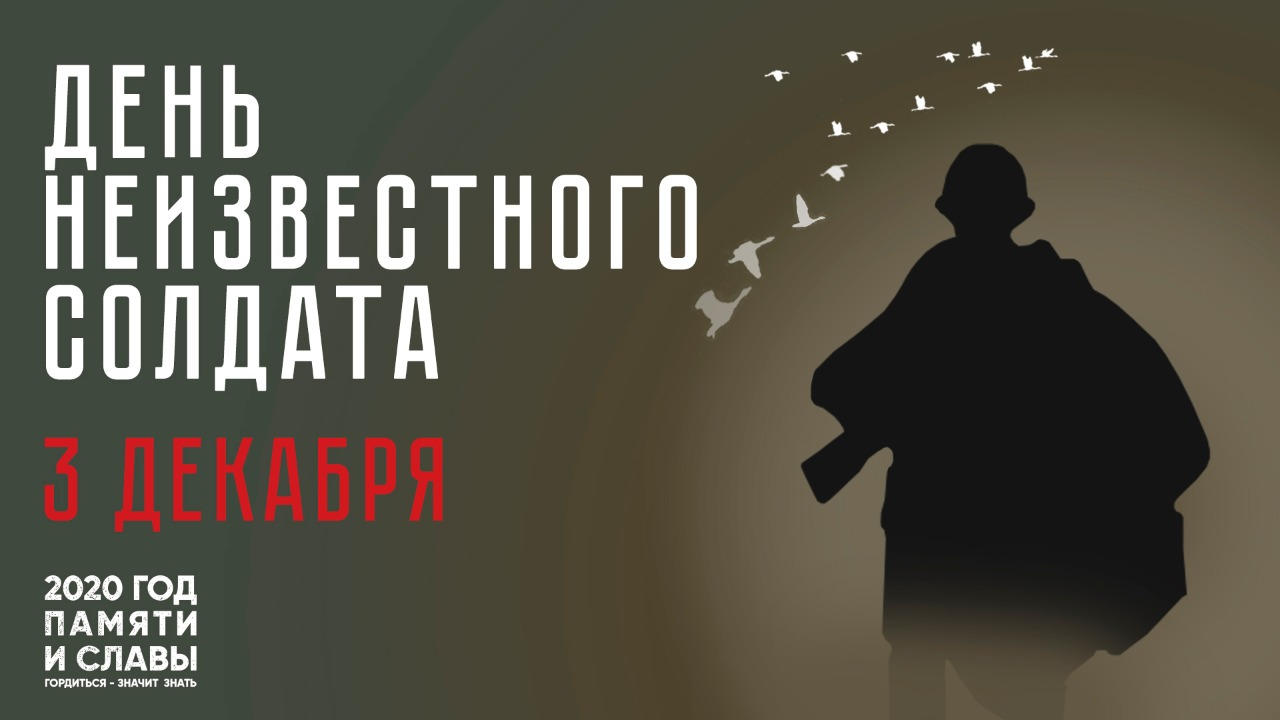 ДЕНЬ
НЕИЗВЕСТНОГО
СОЛДАТА
3 ДЕКАБРЯ
2020 ГОД
ПАМЯТИ
И СЛАВЫ
ГОРДИТЬСЯ - ЗНАЧИТ ЗНАТЬ